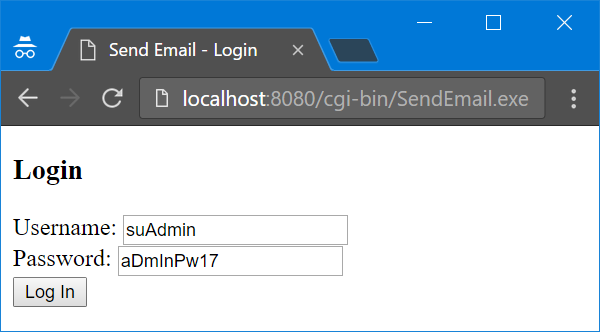 Send Email - Login
localhost:8080/cgi-bin/SendEmail.exe
Login
Username: suAdmin
Password: aDmInPw17
Log In